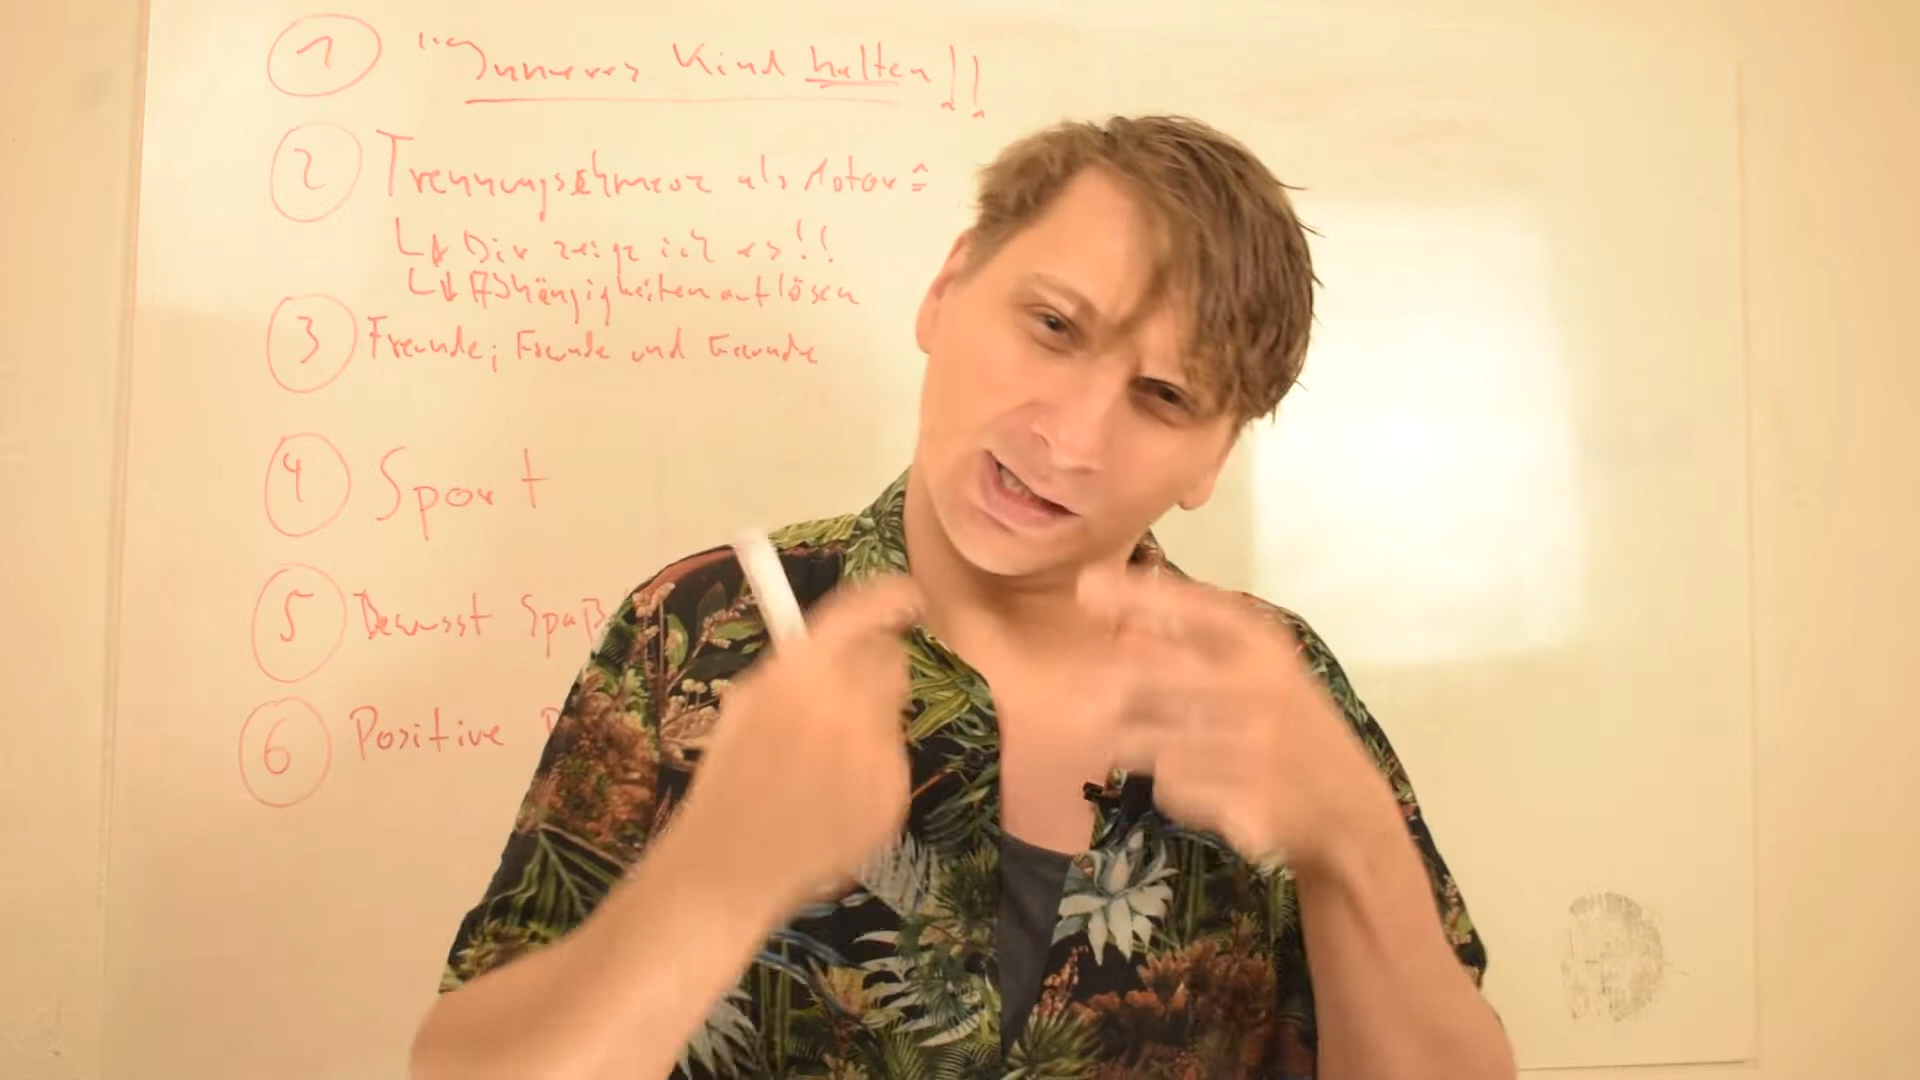 1 "Inneres Kind halten!!
2 Trennungsschmerz als Motor
↳ Dir zeige ich es!!
↳ Abhängigkeiten auflösen
3 Freunde; Freunde und Freunde
4 Sport
5 Bewusst Spaß
6 Positive